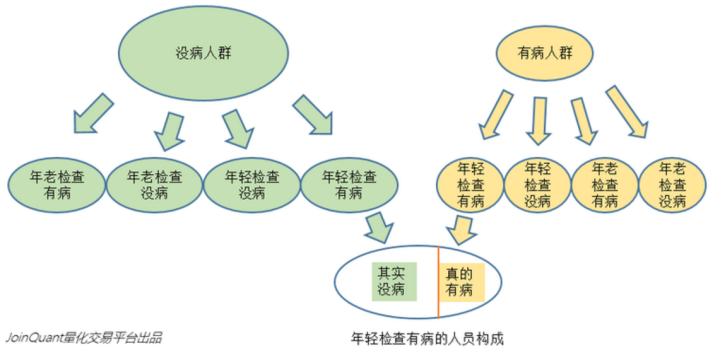 没病人群
有病人群
年老检查
有病
年老检查
没病
年轻检查
没病
年轻检查
有病
年轻
检查
有病
年轻
检查
没病
年老
检查
有病
年老
检查
没病
其实
没病
真的
有病
JoinQuant量化交易平台出品
年轻检查有病的人员构成